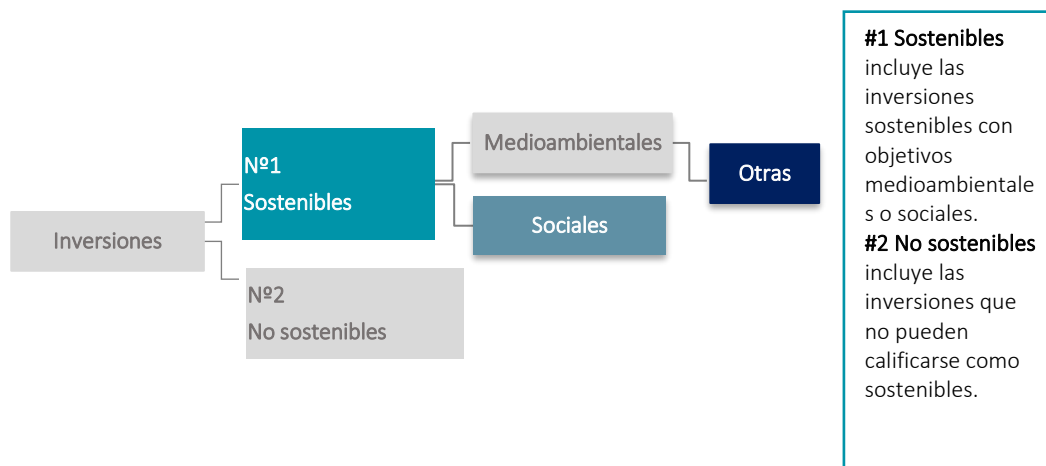 Inversiones
Nº1
Sostenibles
Nº2
No sostenibles
Medioambientales
Sociales
Otras
#1 Sostenibles
incluye las
inversiones
sostenibles con
objetivos
medioambientale
s o sociales.
#2 No sostenibles
incluye las
inversiones que
no pueden
calificarse como
sostenibles.